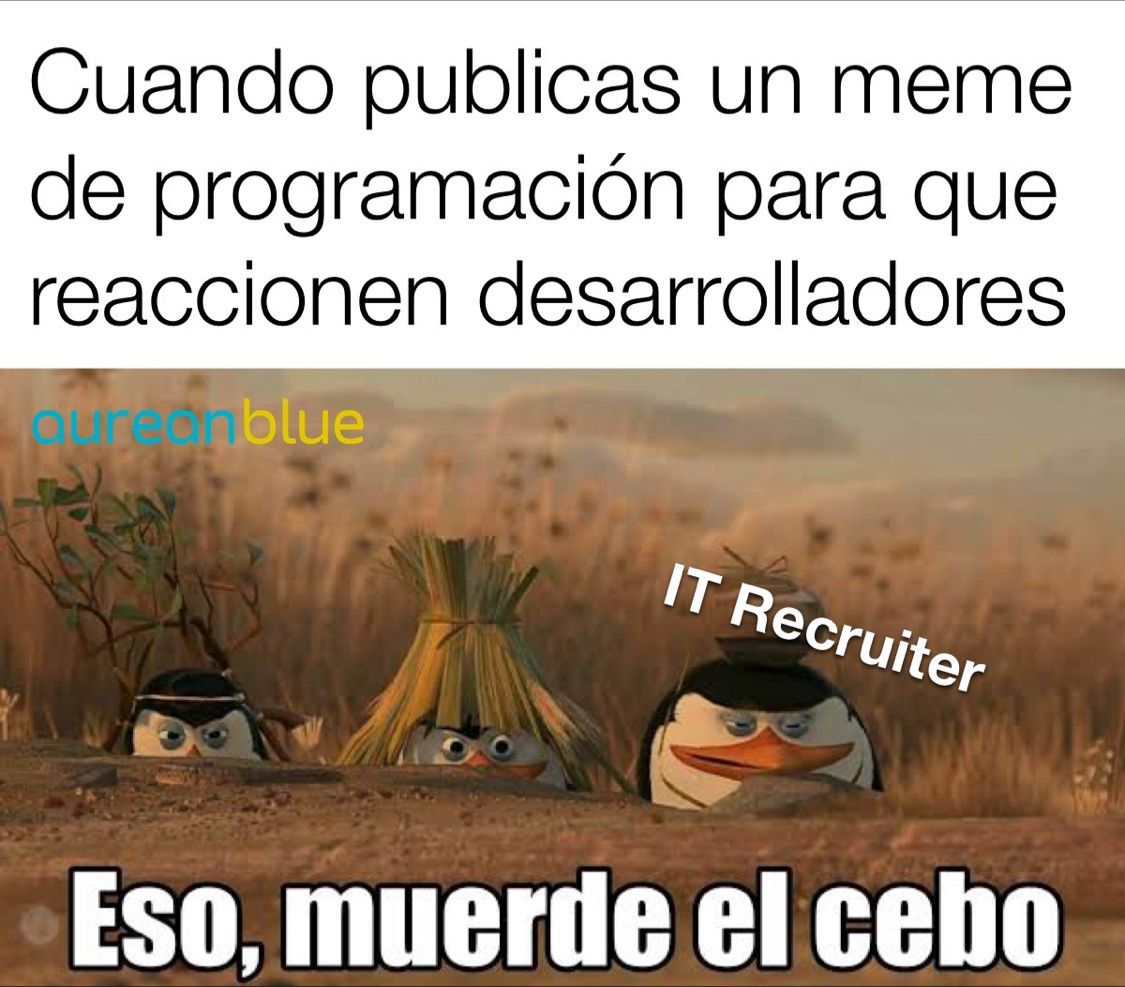 Cuando publicas un meme
de programación para que
reaccionen desarrolladores
aureanblue
IT Recruiter
Eso, muerde el cebo